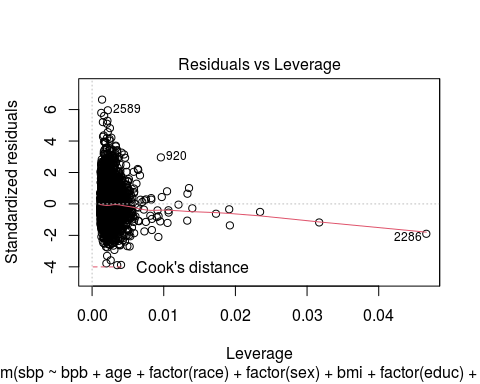 Residuals vs Leverage
Standardized residuals
6
4
2
0
-2
-4
2589
920
2286
Cook's distance
0.00 0.01 0.02 0.03 0.04
Leverage
m(sbp ~ bpb + age + factor(race) + factor(sex) + bmi + factor(educ) +